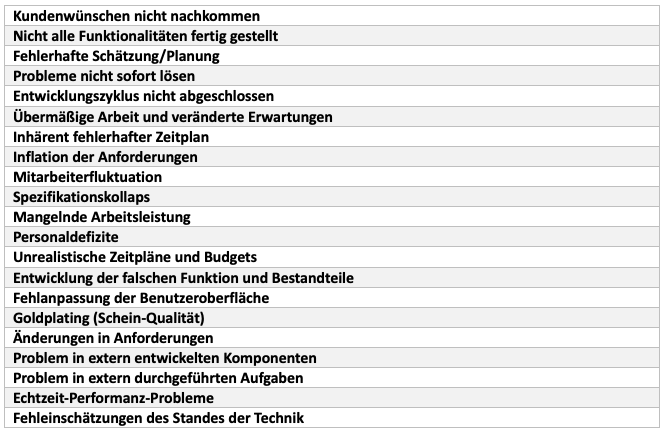 Kundenwünschen nicht nachkommen
Nicht alle Funktionalitäten fertig gestellt
Fehlerhafte Schätzung/Planung
Probleme nicht sofort lösen
Entwicklungszyklus nicht abgeschlossen
Übermäßige Arbeit und veränderte Erwartungen
Inhärent fehlerhafter Zeitplan
Inflation der Anforderungen
Mitarbeiterfluktuation
Spezifikationskollaps
Mangelnde Arbeitsleistung
Personaldefizite
Unrealistische Zeitpläne und Budgets
Entwicklung der falschen Funktion und Bestandteile
Fehlanpassung der Benutzeroberfläche
Goldplating (Schein-Qualität)
Änderungen in Anforderungen
Problem in extern entwickelten Komponenten
Problem in extern durchgeführten Aufgaben
Echtzeit-Performanz-Probleme
Fehleinschätzungen des Standes der Technik